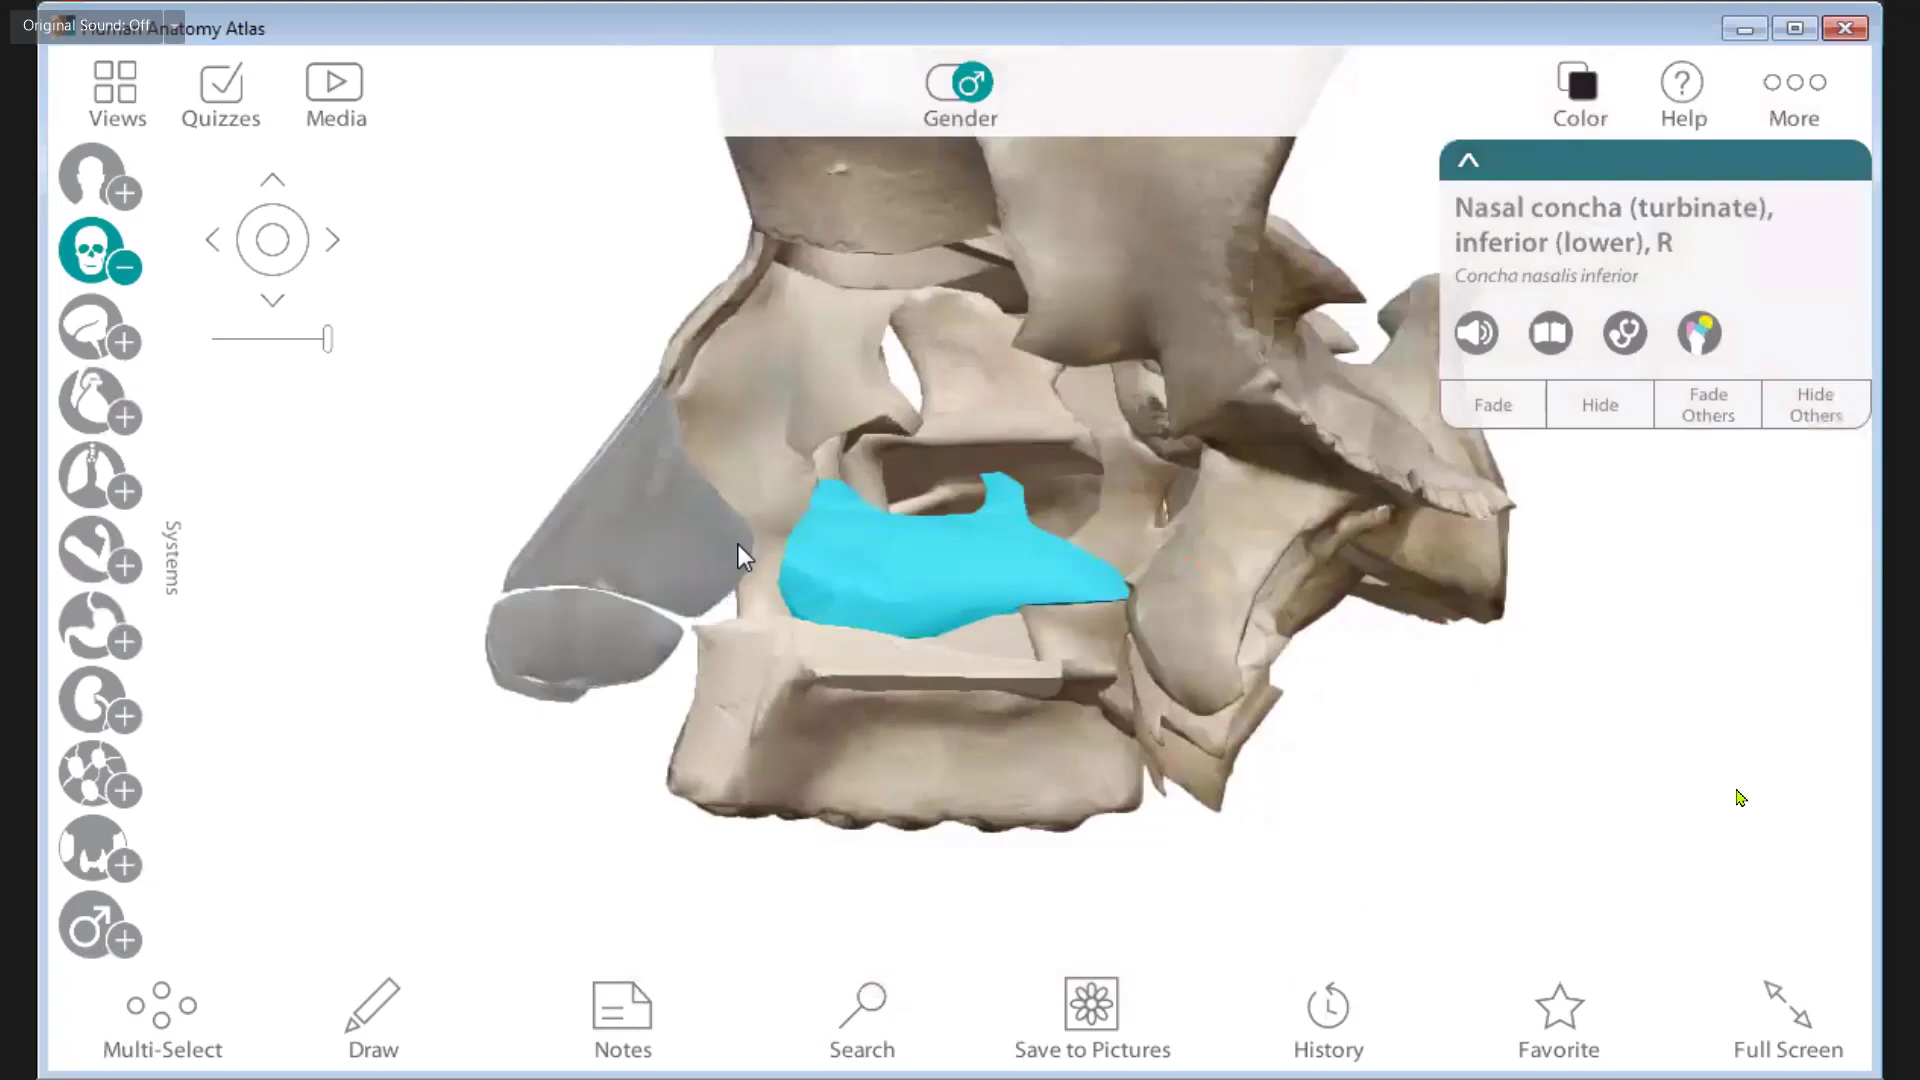 Original Sound: Off
Human Anatomy Atlas
Views
Quizzes
Media
Gender
Color
Help
More
Nasal concha (turbinate),
inferior (lower), R
Concha nasalis inferior
Fade
Hide
Fade
Others
Hide
Others
Systems
Multi-Select
Draw
Notes
Search
Save to Pictures
History
Favorite
Full Screen